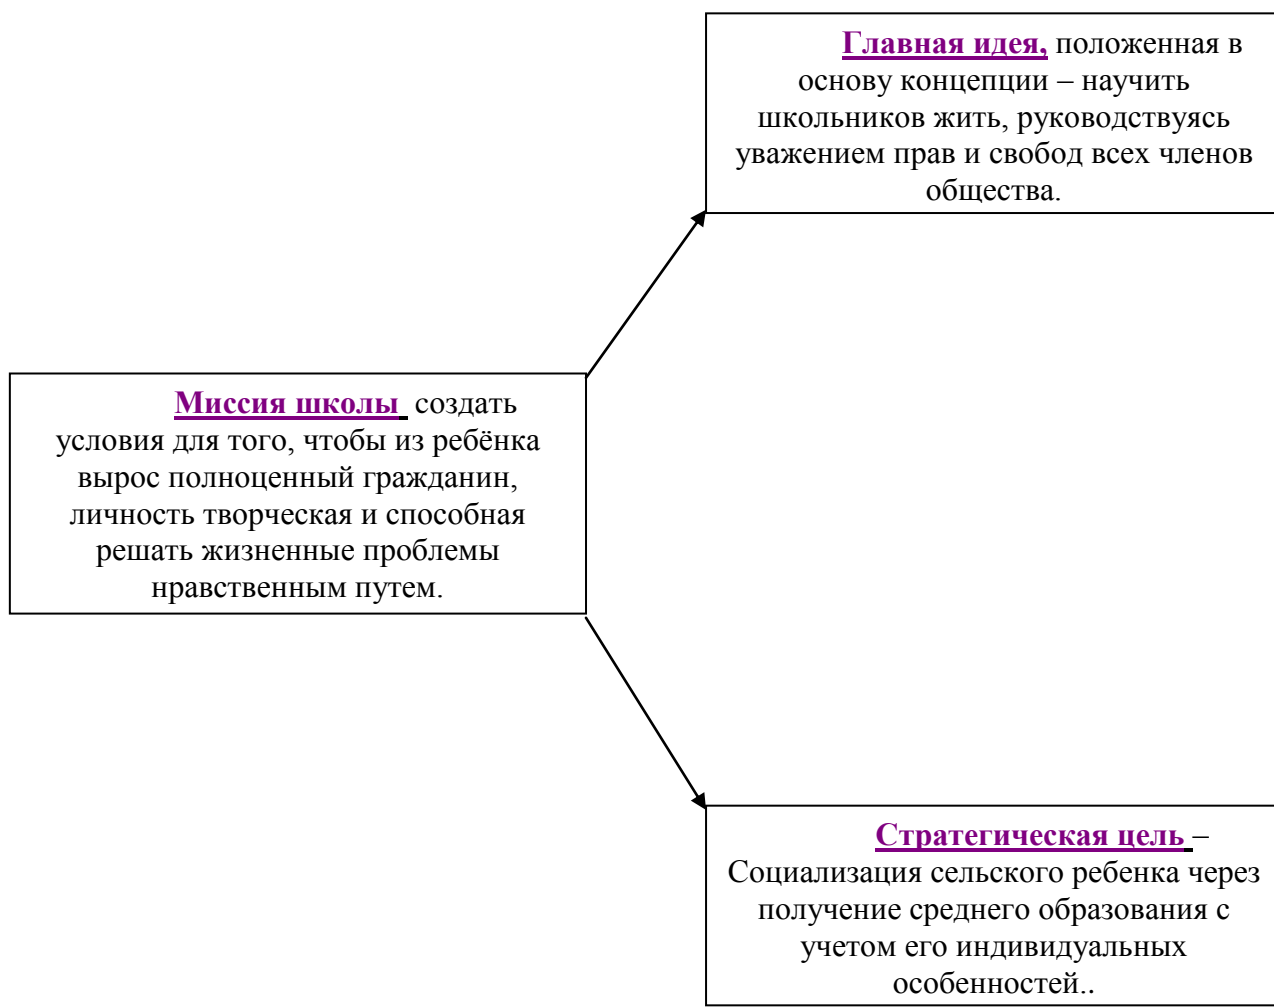 Главная идея, положенная в
основу концепции – научить
школьников жить, руководствуясь
уважением прав и свобод всех членов
общества.
Миссия школы создать
условия для того, чтобы из ребёнка
вырос полноценный гражданин,
личность творческая и способная
решать жизненные проблемы
нравственным путем.
Стратегическая цель –
Социализация сельского ребенка через
получение среднего образования с
учетом его индивидуальных
особенностей..